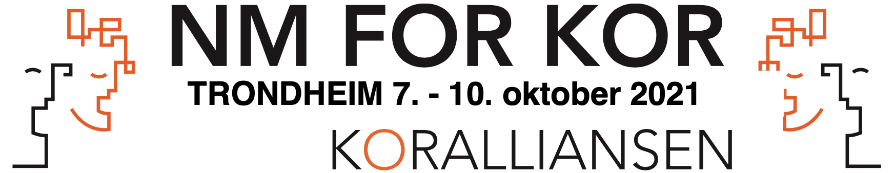 NM FOR KOR
TRONDHEIM 7. - 10. oktober 2021
KORALLIANSEN